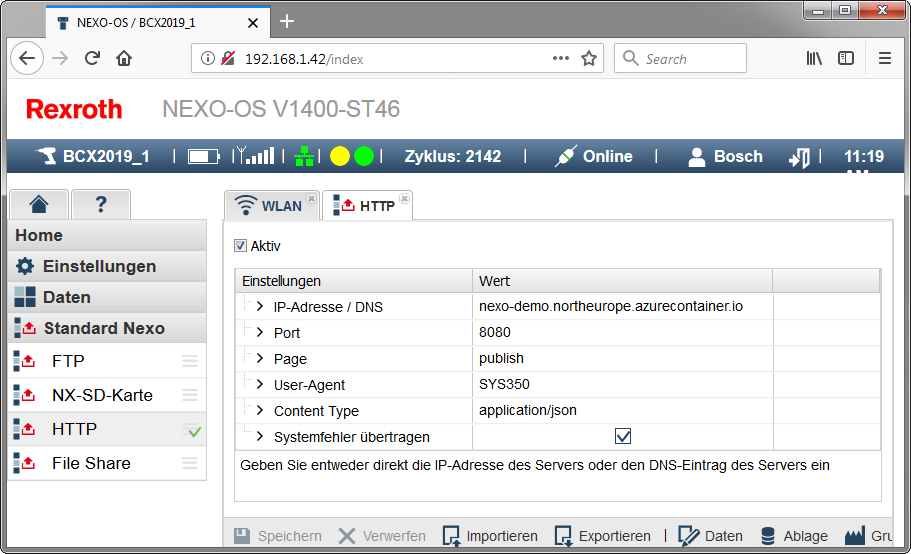 NEXO-OS / BCX2019_1
192.168.1.42/index
Search
Rexroth NEXO-OS V1400-ST46
BCX2019_1 | | | | Zyklus: 2142 | Online | Bosch | 11:19
AM
?
WLAN HTTP
Home
Einstellungen
Daten
Standard Nexo
FTP
NX-SD-Karte
HTTP
File Share
Aktiv
Einstellungen Wert
IP-Adresse / DNS nexo-demo.northeurope.azurecontainer.io
Port 8080
Page publish
User-Agent SYS350
Content Type application/json
Systemfehler übertragen
Geben Sie entweder direkt die IP-Adresse des Servers oder den DNS-Eintrag des Servers ein
Speichern Verwerfen Importieren Exportieren | Daten Ablage Gru